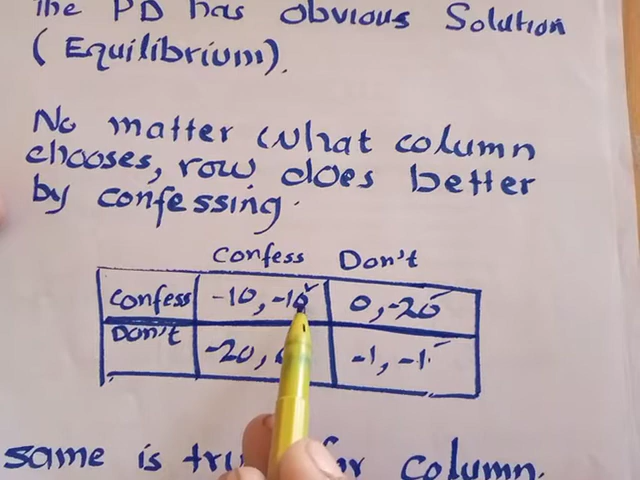 The PD has obvious Solution
(Equilibrium).
No matter what column
chooses, row does better
by confessing.
Confess Don't
Confess -10, -10 0, -20
Don't -20, -1, -1
same is for column.